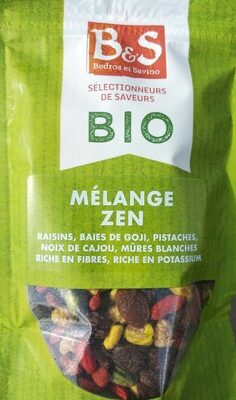 B&S
Bedros et Savino
SÉLECTIONNEURS
DE SAVEURS
BIO
MÉLANGE
ZEN
RAISINS, BAIES DE GOJI, PISTACHES,
NOIX DE CAJOU, MÛRES BLANCHES
RICHE EN FIBRES, RICHE EN POTASSIUM